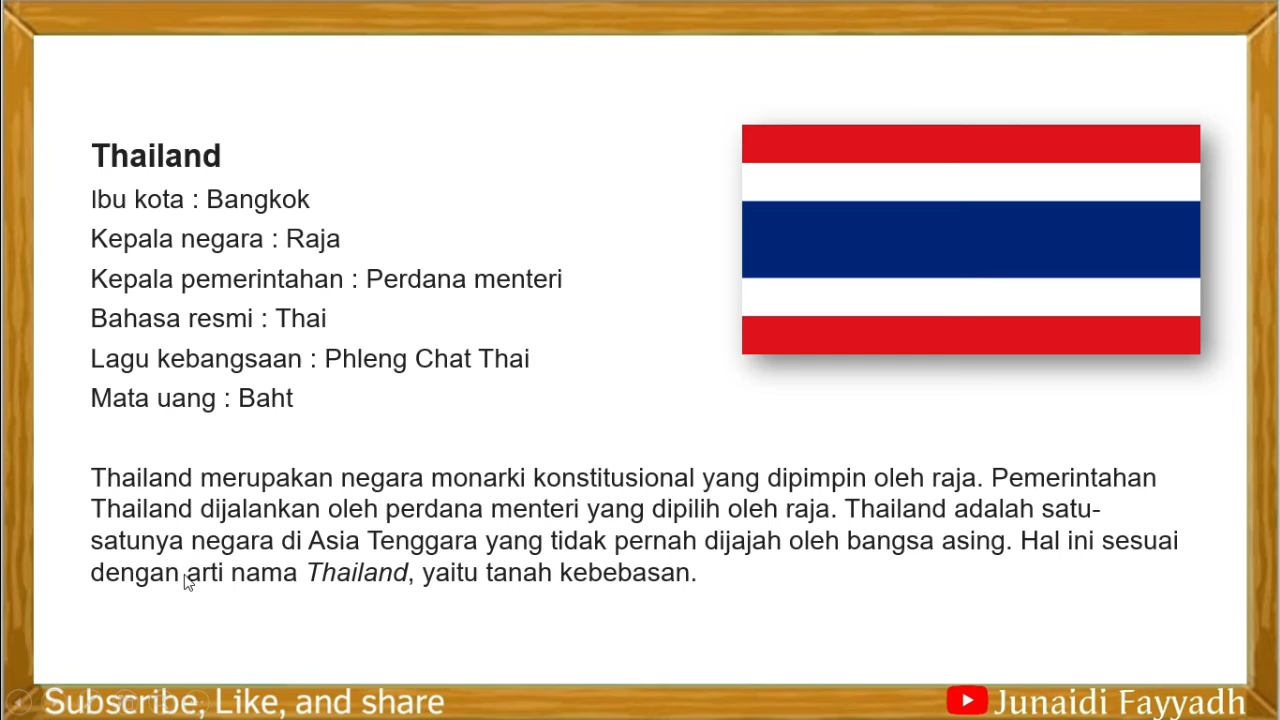 Thailand
Ibu kota : Bangkok
Kepala negara : Raja
Kepala pemerintahan : Perdana menteri
Bahasa resmi : Thai
Lagu kebangsaan : Phleng Chat Thai
Mata uang : Baht
Thailand merupakan negara monarki konstitusional yang dipimpin oleh raja. Pemerintahan
Thailand dijalankan oleh perdana menteri yang dipilih oleh raja. Thailand adalah satu-
satunya negara di Asia Tenggara yang tidak pernah dijajah oleh bangsa asing. Hal ini sesuai
dengan arti nama Thailand, yaitu tanah kebebasan.
Subscribe, Like, and share
Junaidi Fayyadh